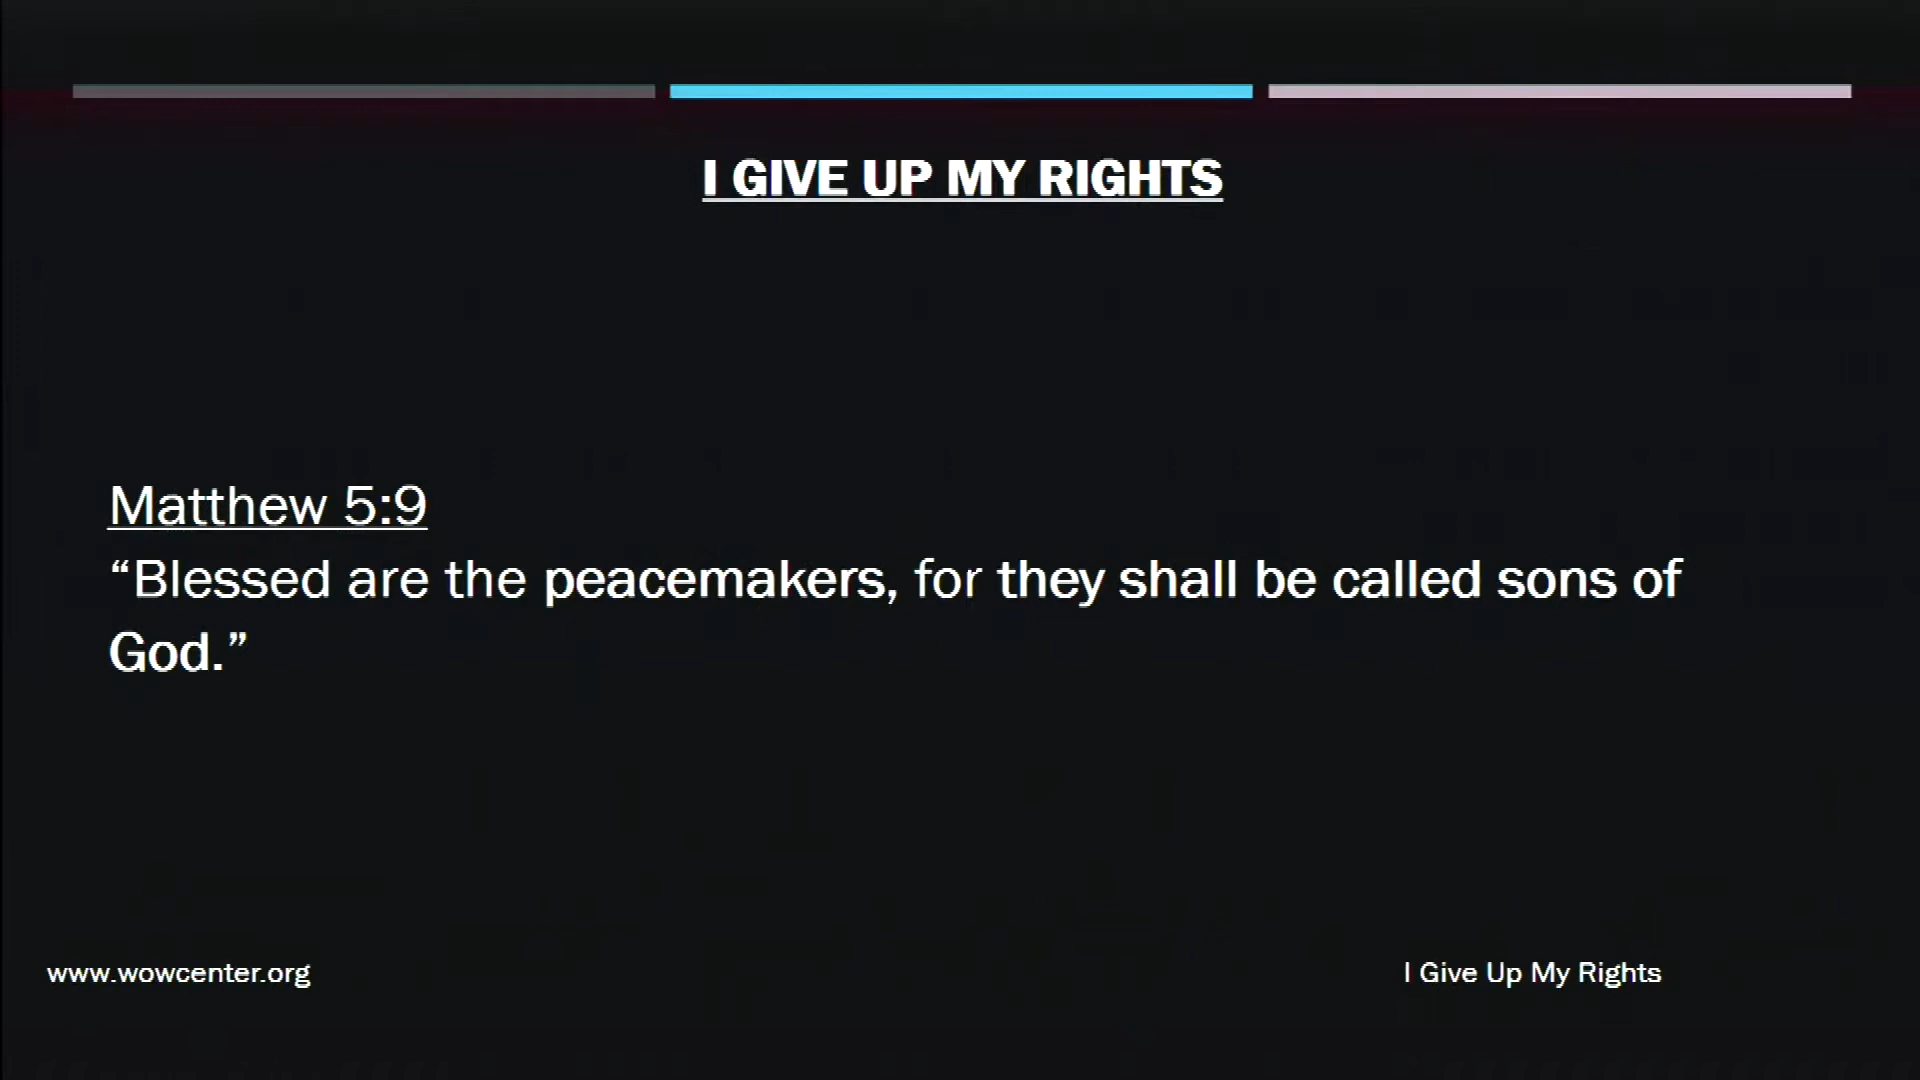 I GIVE UP MY RIGHTS
Matthew 5:9
“Blessed are the peacemakers, for they shall be called sons of
God.”
www.wowcenter.org
I Give Up My Rights